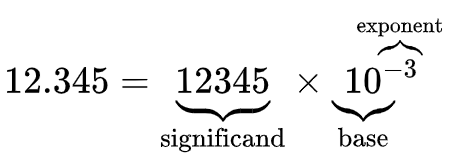 exponent
12.345 = 12345 × 10⁻³
significand base